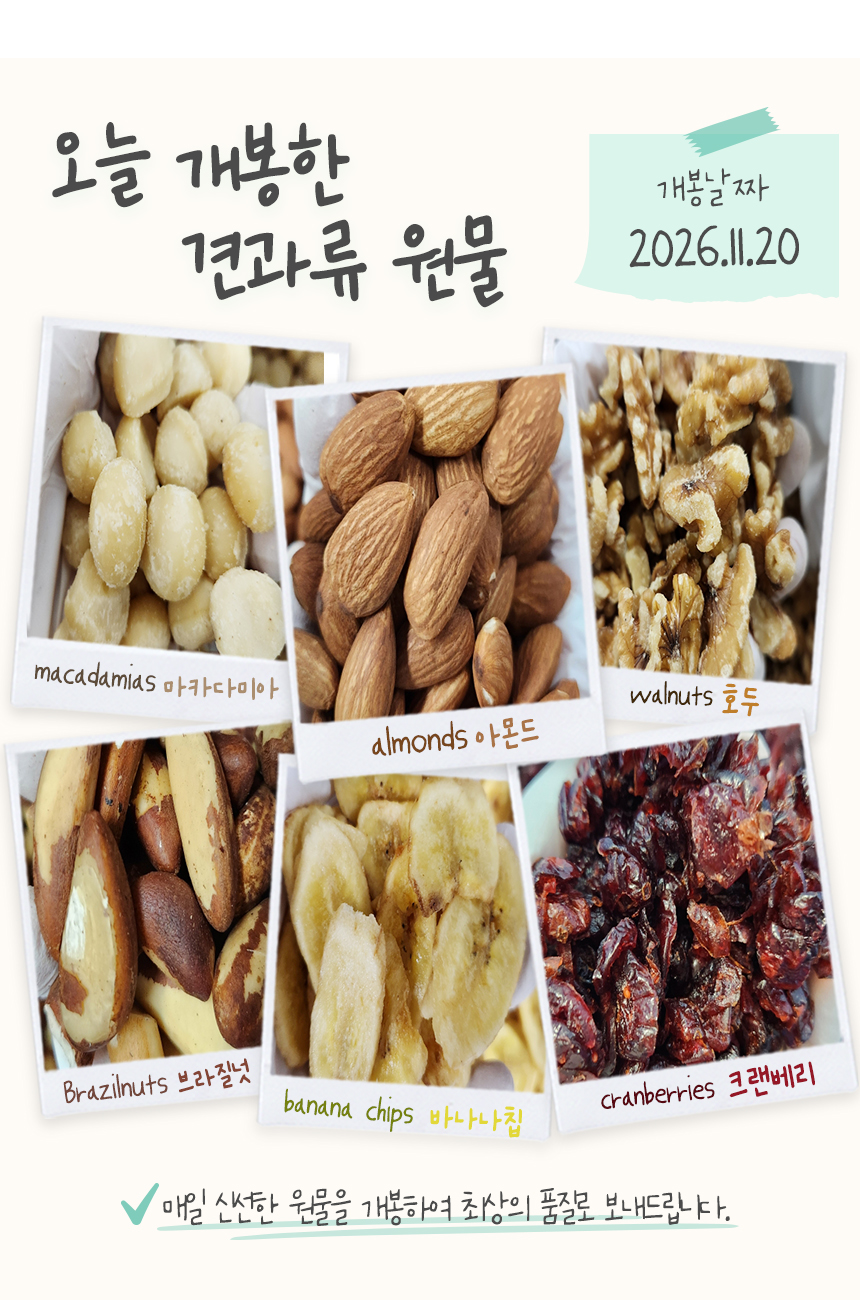 오늘 개봉한
견과류 원물
개봉날짜
2026.11.20
macadamias 마카다미아
almonds 아몬드
walnuts 호두
Brazilnuts 브라질넛
banana chips 바나나칩
cranberries 크랜베리
매일 신선한 원물을 개봉하여 최상의 품질로 보내드립니다.